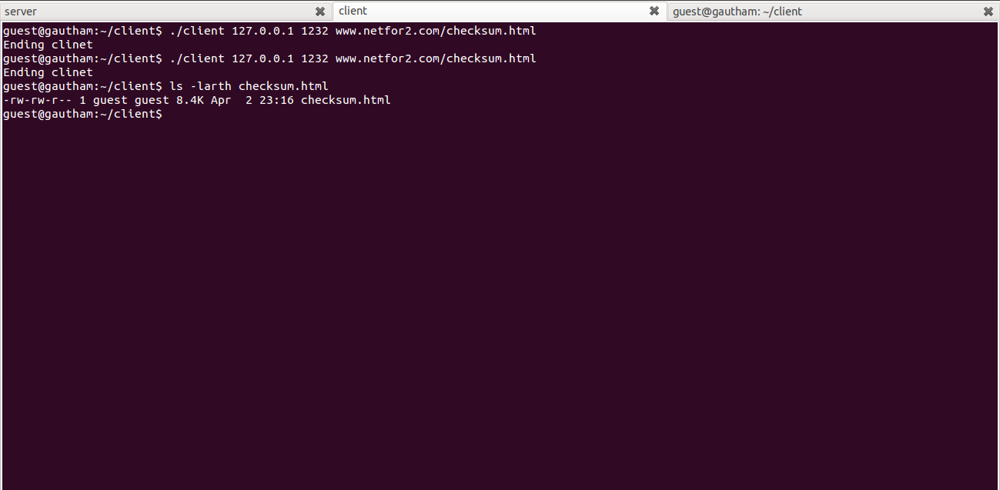 server
client
guest@gautham: ~/client
guest@gautham:~/client$ ./client 127.0.0.1 1232 www.netfor2.com/checksum.html
Ending clinet
guest@gautham:~/client$ ./client 127.0.0.1 1232 www.netfor2.com/checksum.html
Ending clinet
guest@gautham:~/client$ ls -larth checksum.html
-rw-rw-r-- 1 guest guest 8.4K Apr  2 23:16 checksum.html
guest@gautham:~/client$